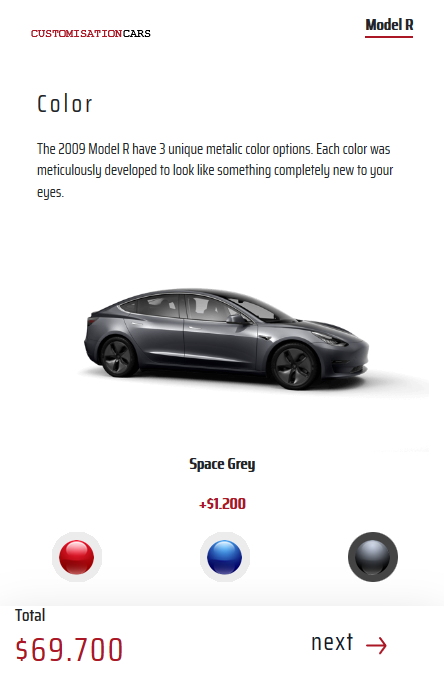 CUSTOMISATIONCARS
Model R
Color
The 2009 Model R have 3 unique metalic color options. Each color was
meticulously developed to look like something completely new to your
eyes.
Space Grey
+$1.200
Total
$69.700
next →